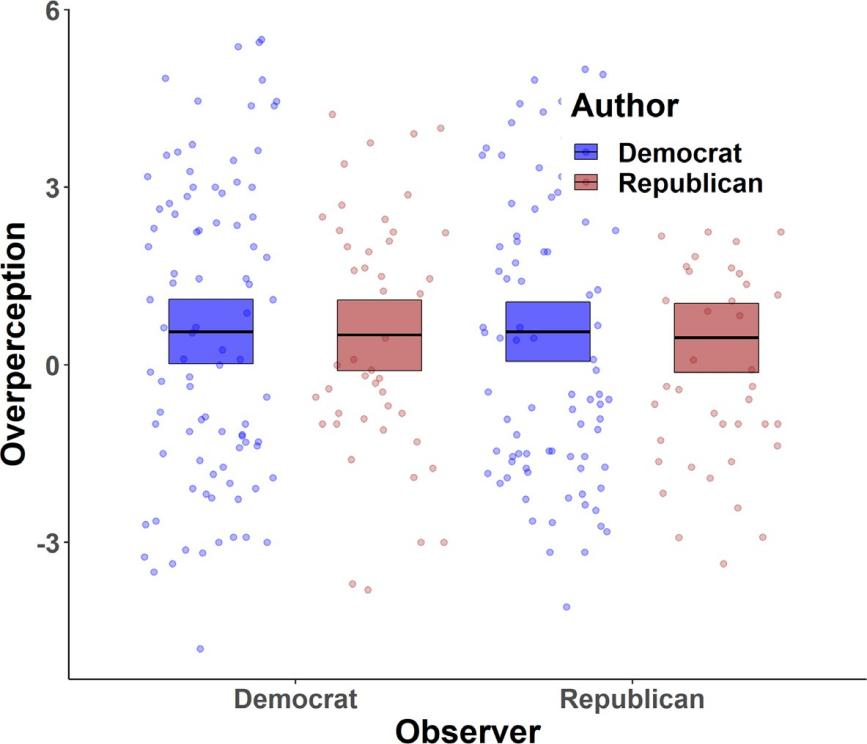 6
3
0
-3
Overperception
Author
Democrat
Republican
Democrat
Republican
Observer